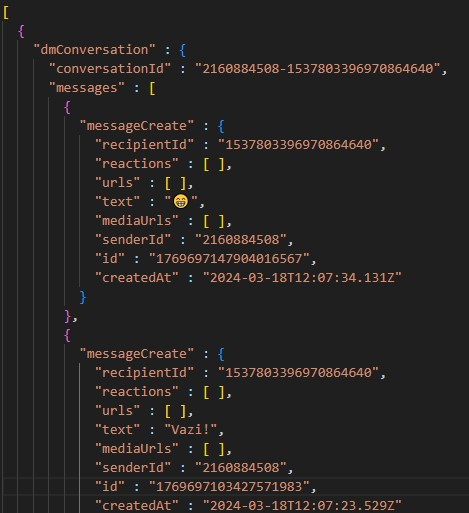 [
{
"dmConversation" : {
"conversationId" : "2160884508-1537803396970864640",
"messages" : [
{
"messageCreate" : {
"recipientId" : "1537803396970864640",
"reactions" : [ ],
"urls" : [ ],
"text" : "😁",
"mediaUrls" : [ ],
"senderId" : "2160884508",
"id" : "1769697147904016567",
"createdAt" : "2024-03-18T12:07:34.131Z"
}
},
{
"messageCreate" : {
"recipientId" : "1537803396970864640",
"reactions" : [ ],
"urls" : [ ],
"text" : "Vazi!",
"mediaUrls" : [ ],
"senderId" : "2160884508",
"id" : "1769697103427571983",
"createdAt" : "2024-03-18T12:07:23.529Z"